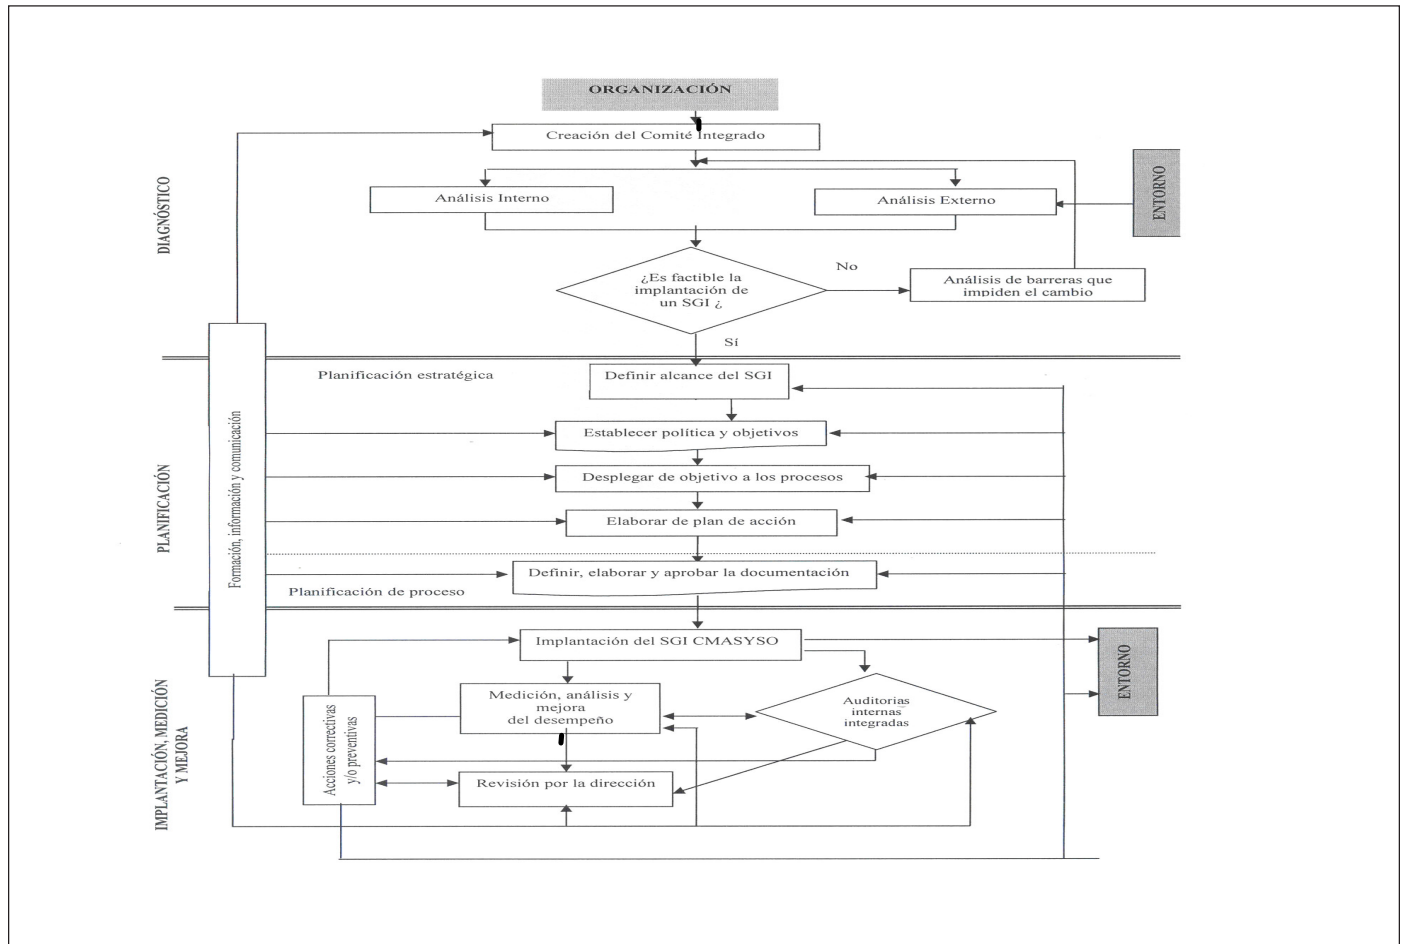 ORGANIZACIÓN
Creación del Comité Integrado
DIAGNÓSTICO
Análisis Interno
Análisis Externo
ENTORNO
¿Es factible la
implantación de
un SGI ¿
No
Análisis de barreras que
impiden el cambio
Sí
Formación, información y comunicación
PLANIFICACIÓN
Planificación estratégica
Definir alcance del SGI
Establecer política y objetivos
Desplegar de objetivo a los procesos
Elaborar de plan de acción
Definir, elaborar y aprobar la documentación
Planificación de proceso
IMPLANTACIÓN, MEDICIÓN
Y MEJORA
Implantación del SGI CMASYSO
ENTORNO
Acciones correctivas
y/o preventivas
Medición, análisis y
mejora
del desempeño
Auditorias
internas
integradas
Revisión por la dirección